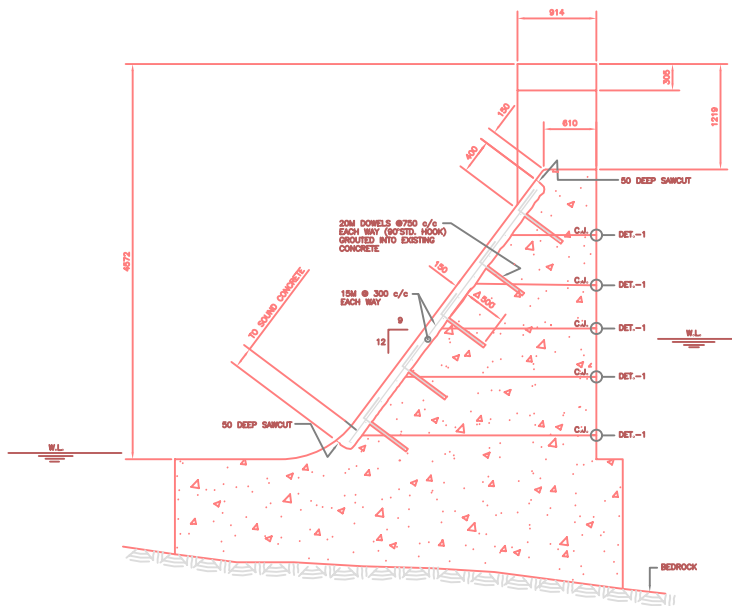 914
305
1219
150
610
400
50 DEEP SAWCUT
20M DOWELS @750 c/c
EACH WAY (90°STD. HOOK)
GROUTED INTO EXISTING
CONCRETE
C.J.
DET.-1
4572
150
C.J.
DET.-1
15M @ 300 c/c
EACH WAY
500
TO SOUND CONCRETE
9
12
C.J.
DET.-1
W.L.
C.J.
DET.-1
50 DEEP SAWCUT
C.J.
DET.-1
W.L.
BEDROCK